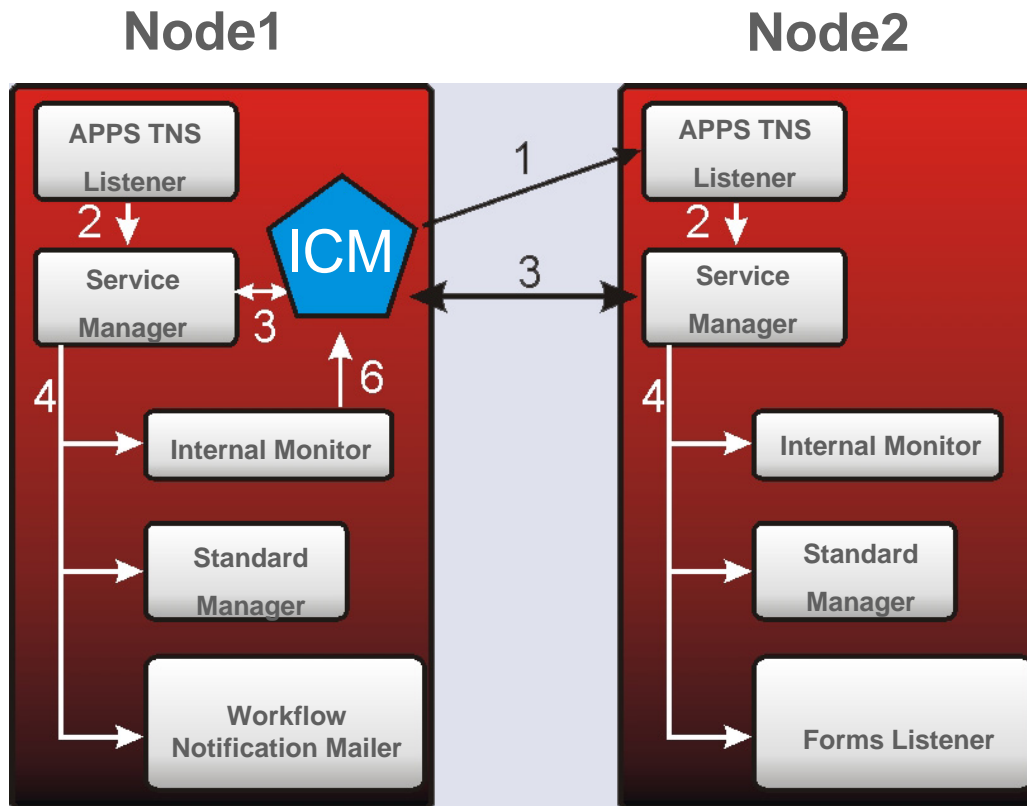 Node1
Node2
APPS TNS
Listener
2
Service
Manager
ICM
3
4
6
Internal Monitor
Standard
Manager
Workflow
Notification Mailer
1
3
APPS TNS
Listener
2
Service
Manager
4
Internal Monitor
Standard
Manager
Forms Listener